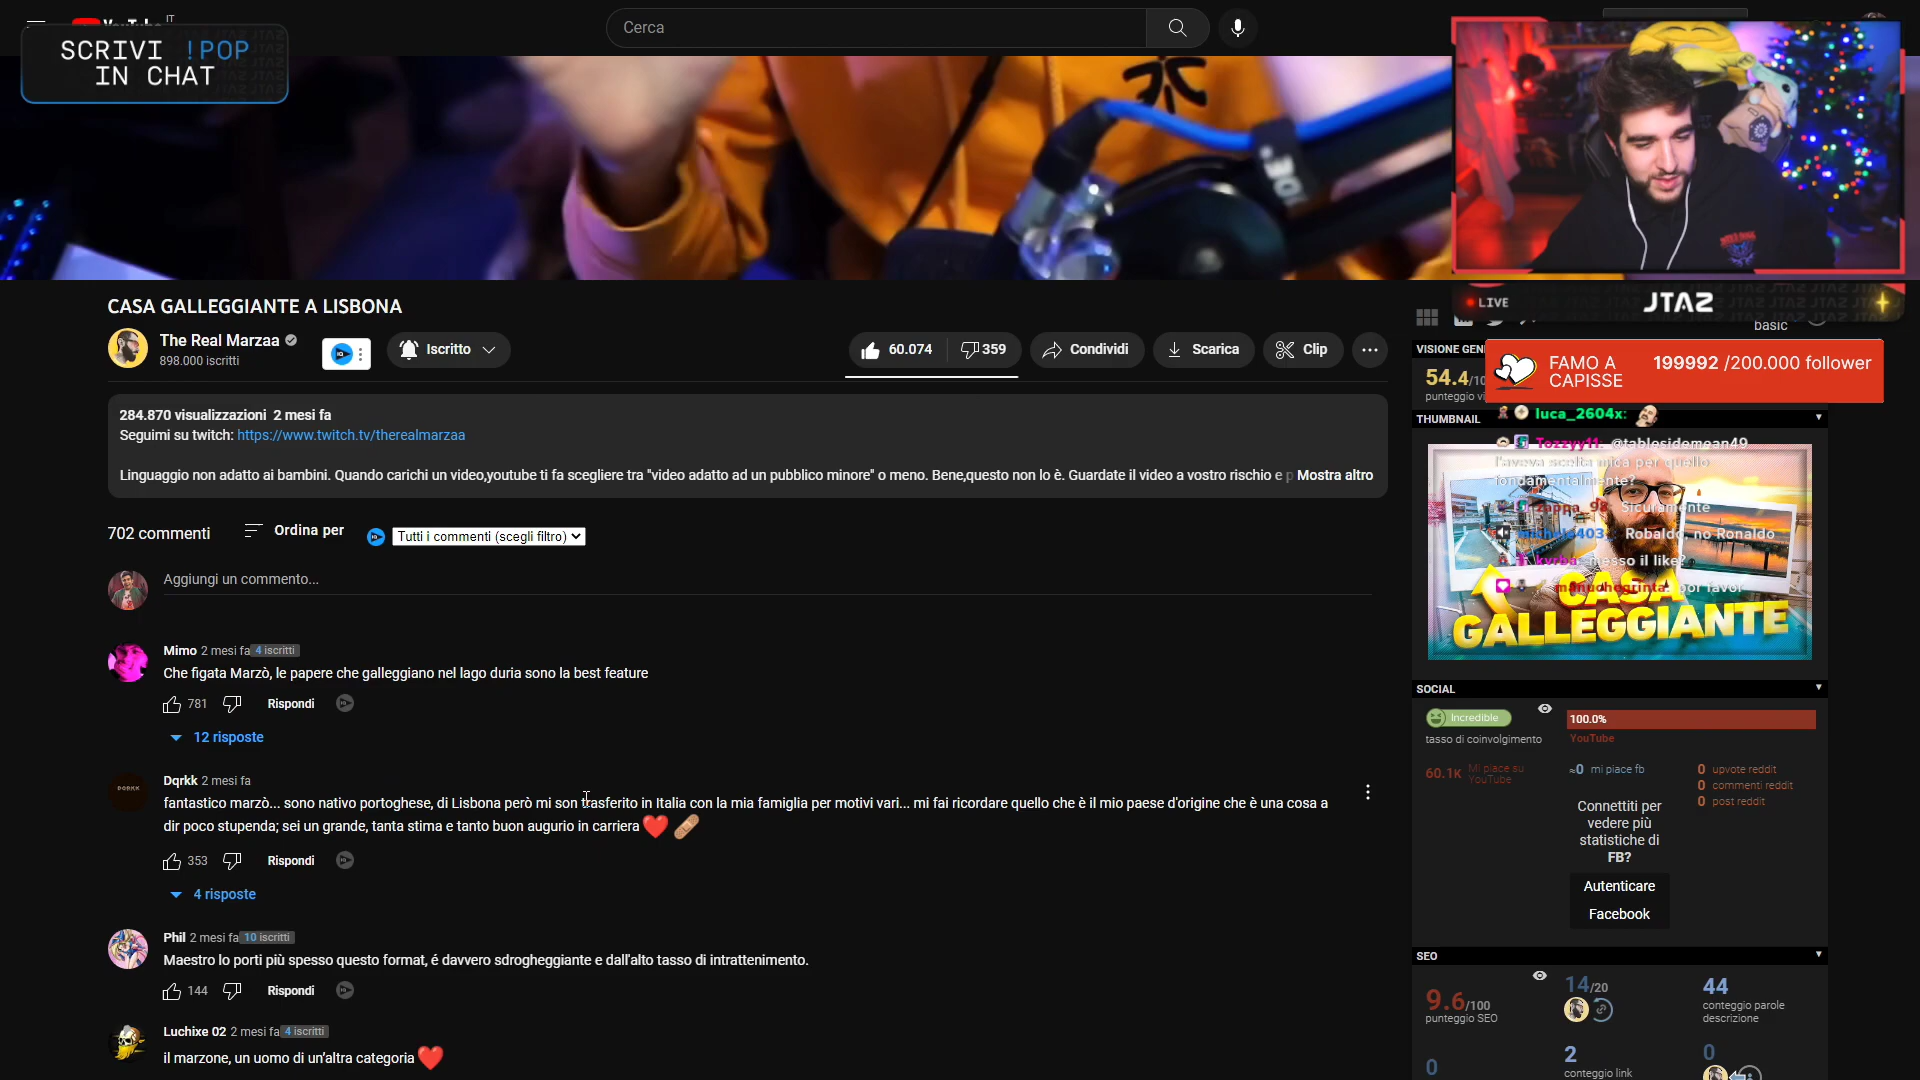 IT
SCRIVI !POP
IN CHAT
Cerca
CASA GALLEGGIANTE A LISBONA
The Real Marzaa
898.000 iscritti
Iscritto
60.074
359
Condividi
Scarica
Clip
284.870 visualizzazioni 2 mesi fa
Seguimi su twitch: https://www.twitch.tv/therealmarzaa
Linguaggio non adatto ai bambini. Quando carichi un video,youtube ti fa scegliere tra "video adatto ad un pubblico minore" o meno. Bene,questo non lo è. Guardate il video a vostro rischio e p Mostra altro
702 commenti
Ordina per
Tutti i commenti (scegli filtro)
Aggiungi un commento...
Mimo 2 mesi fa 4 iscritti
Che figata Marzò, le papere che galleggiano nel lago duria sono la best feature
781
Rispondi
12 risposte
DQRKK
Dqrkk 2 mesi fa
fantastico marzò... sono nativo portoghese, di Lisbona però mi son trasferito in Italia con la mia famiglia per motivi vari... mi fai ricordare quello che è il mio paese d'origine che è una cosa a
dir poco stupenda; sei un grande, tanta stima e tanto buon augurio in carriera
353
Rispondi
4 risposte
Phil 2 mesi fa 10 iscritti
Maestro lo porti più spesso questo format, é davvero sdrogheggiante e dall'alto tasso di intrattenimento.
144
Rispondi
Luchixe 02 2 mesi fa 4 iscritti
il marzone, un uomo di un'altra categoria
LIVE
JTAZ
basic
VISIONE GEN
54.4/10
punteggio vi
FAMO A
CAPISSE
199992 /200.000 follower
THUMBNAIL
luca_2604x:
Tozzyy11: @tablesidemean49
l'aveva scelta mica per quello
fondamentalmente?
zappa_98: Sicuramente
403: Robaldo, no Ronaldo
kvrba: messo il like?
manuohogrinta: por favor
CASA
GALLEGGIANTE
SOCIAL
Incredible
tasso di coinvolgimento
100.0%
YouTube
60.1K Mi piace su
YouTube
≈0 mi piace fb
0 upvote reddit
0 commenti reddit
0 post reddit
Connettiti per
vedere più
statistiche di
FB?
Autenticare
Facebook
SEO
9.6/100
punteggio SEO
14/20
44
conteggio parole
descrizione
0
2
conteggio link
0